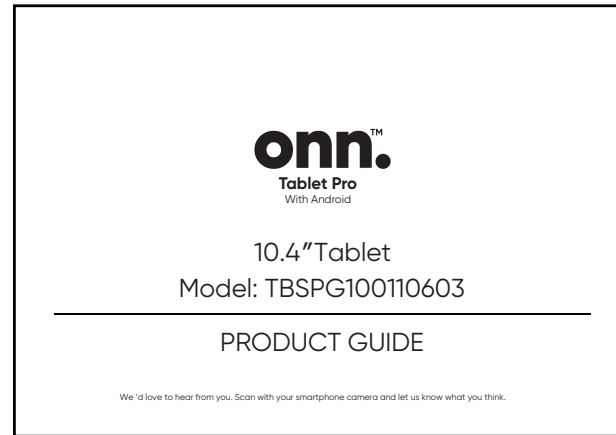 onn.™
Tablet Pro
With Android
10.4″Tablet
Model: TBSPG100110603
PRODUCT GUIDE
We 'd love to hear from you. Scan with your smartphone camera and let us know what you think.